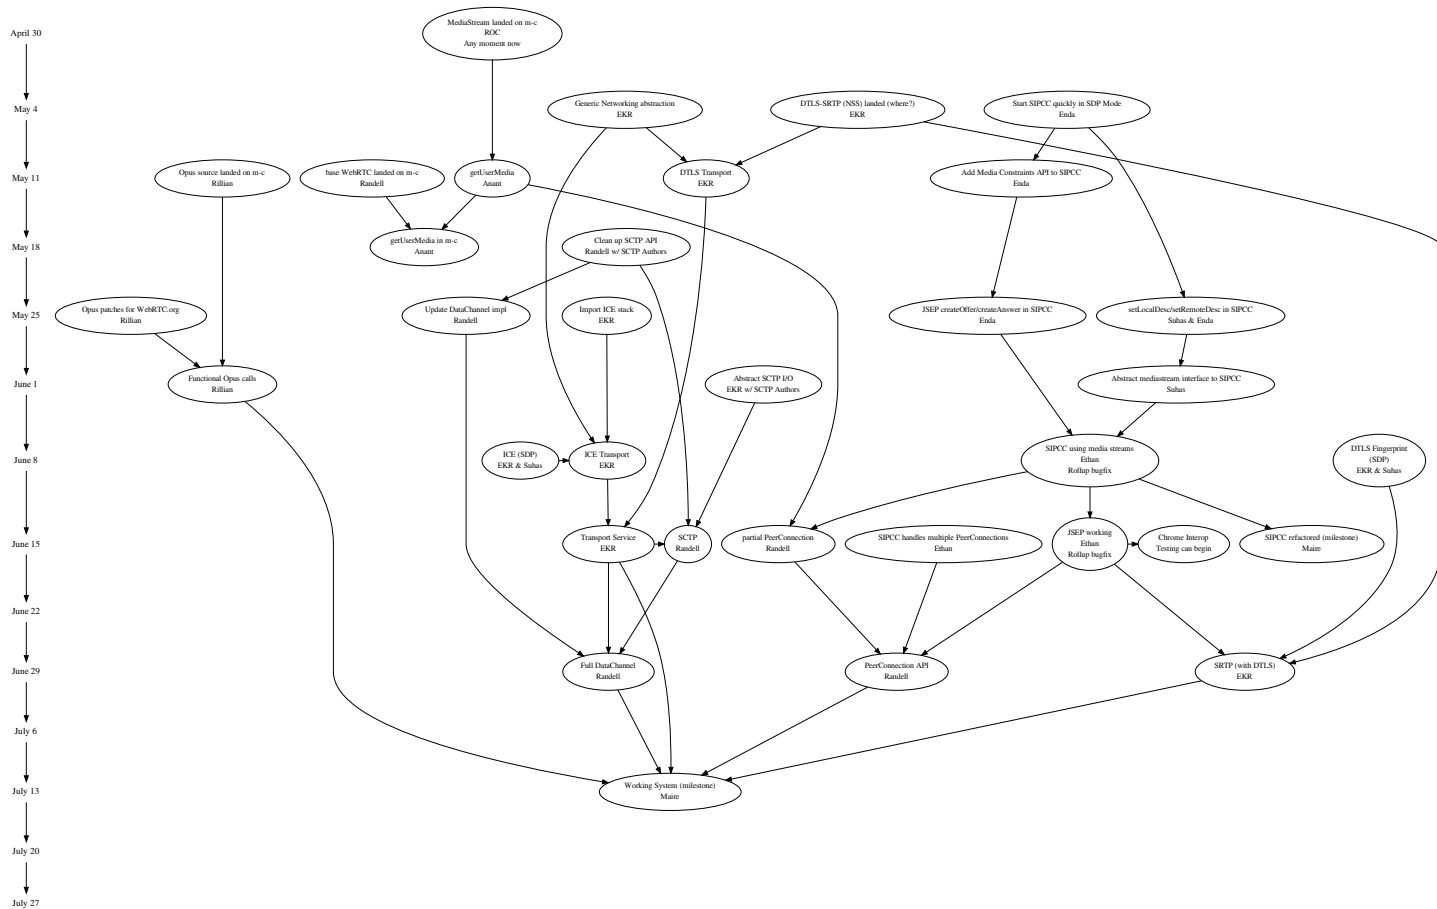 April 30
MediaStream landed on m-c
ROC
Any moment now
May 4
Generic Networking abstraction
EKR
DTLS-SRTP (NSS) landed (where?)
EKR
Start SIPCC quickly in SDP Mode
Enda
May 11
Opus source landed on m-c
Rillian
base WebRTC landed on m-c
Randell
getUserMedia
Anant
DTLS Transport
EKR
Add Media Constraints API to SIPCC
Enda
May 18
getUserMedia in m-c
Anant
Clean up SCTP API
Randell w/ SCTP Authors
May 25
Opus patches for WebRTC.org
Rillian
Update DataChannel impl
Randell
Import ICE stack
EKR
JSEP createOffer/createAnswer in SIPCC
Enda
setLocalDesc/setRemoteDesc in SIPCC
Suhas & Enda
June 1
Functional Opus calls
Rillian
Abstract SCTP I/O
EKR w/ SCTP Authors
Abstract mediastream interface to SIPCC
Suhas
June 8
ICE (SDP)
EKR & Suhas
ICE Transport
EKR
SIPCC using media streams
Ethan
Rollup bugfix
DTLS Fingerprint
(SDP)
EKR & Suhas
June 15
Transport Service
EKR
SCTP
Randell
partial PeerConnection
Randell
SIPCC handles multiple PeerConnections
Ethan
JSEP working
Ethan
Rollup bugfix
Chrome Interop
Testing can begin
SIPCC refactored (milestone)
Maire
June 22
June 29
Full DataChannel
Randell
PeerConnection API
Randell
SRTP (with DTLS)
EKR
July 6
July 13
Working System (milestone)
Maire
July 20
July 27